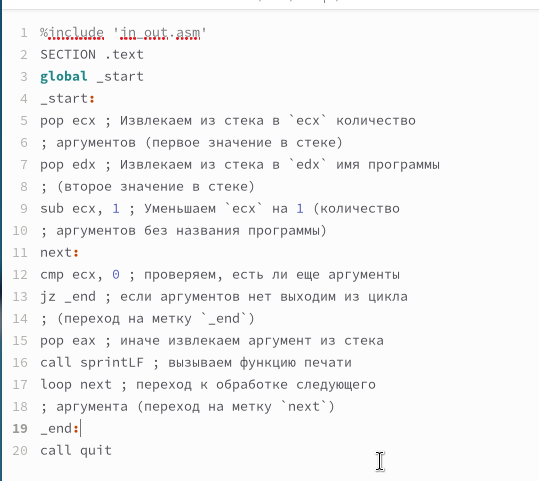 1 %include 'in_out.asm'
2 SECTION .text
3 global _start
4 _start:
5 pop ecx ; Извлекаем из стека в `ecx` количество
6 ; аргументов (первое значение в стеке)
7 pop edx ; Извлекаем из стека в `edx` имя программы
8 ; (второе значение в стеке)
9 sub ecx, 1 ; Уменьшаем `ecx` на 1 (количество
10 ; аргументов без названия программы)
11 next:
12 cmp ecx, 0 ; проверяем, есть ли еще аргументы
13 jz _end ; если аргументов нет выходим из цикла
14 ; (переход на метку `_end`)
15 pop eax ; иначе извлекаем аргумент из стека
16 call sprintLF ; вызываем функцию печати
17 loop next ; переход к обработке следующего
18 ; аргумента (переход на метку `next`)
19 _end:
20 call quit